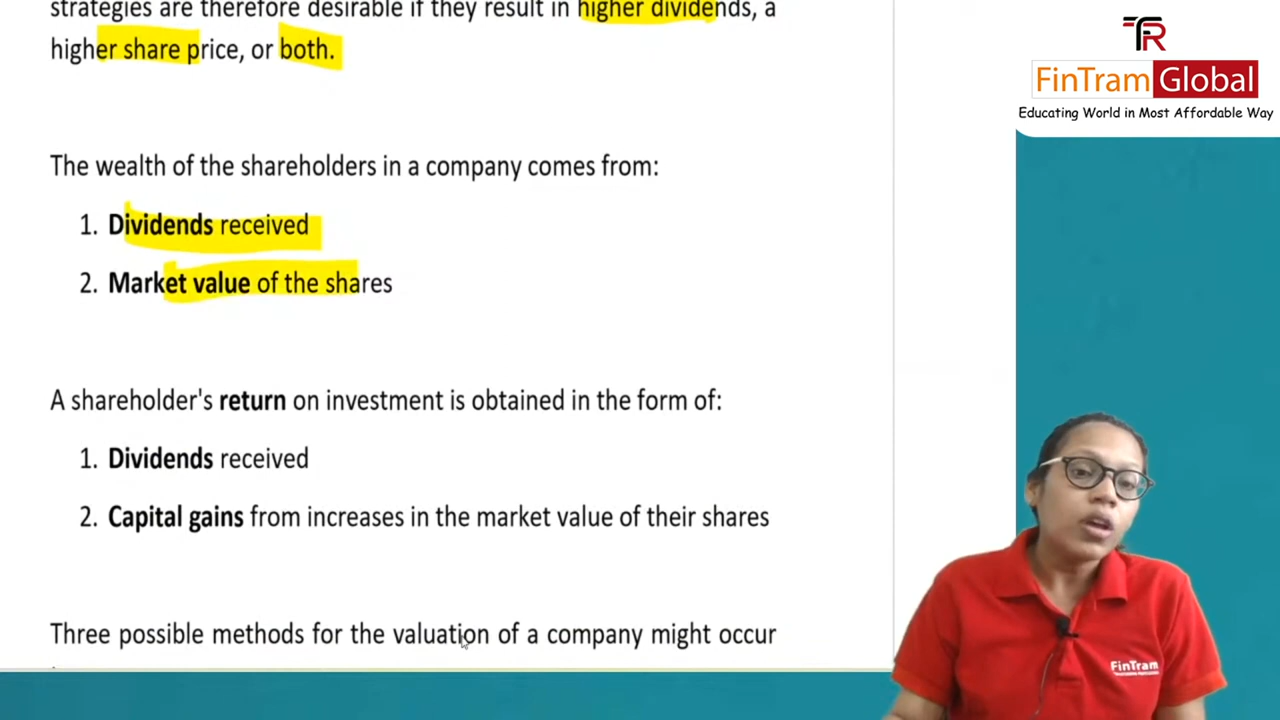 strategies are therefore desirable if they result in higher dividends, a
higher share price, or both.
The wealth of the shareholders in a company comes from:
1. Dividends received
2. Market value of the shares
A shareholder's return on investment is obtained in the form of:
1. Dividends received
2. Capital gains from increases in the market value of their shares
Three possible methods for the valuation of a company might occur
TFR
FinTram Global
Educating World in Most Affordable Way
FinTram